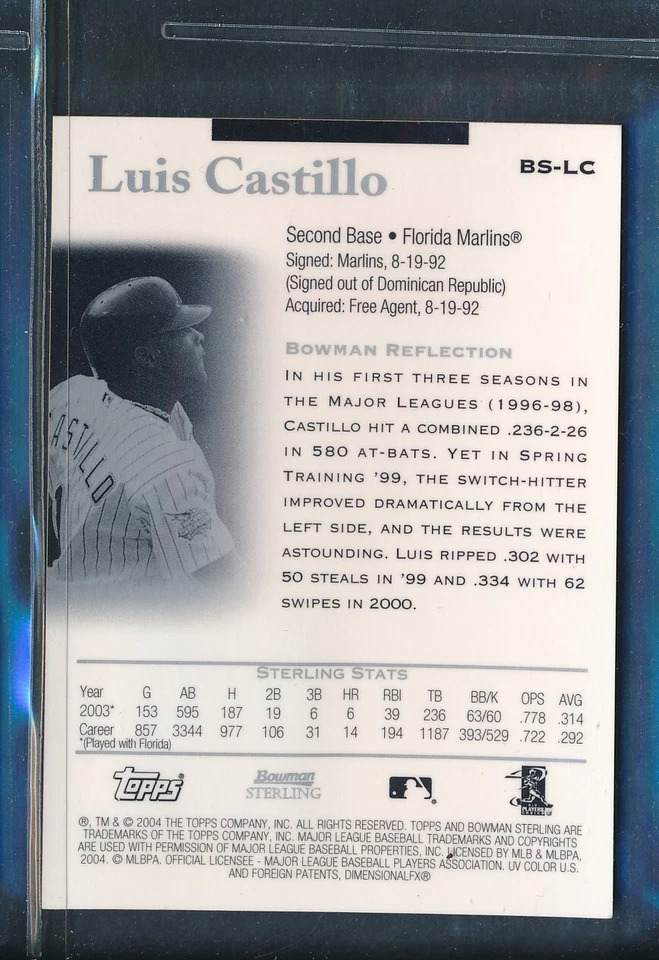 Luis Castillo
BS-LC
Second Base • Florida Marlins®
Signed: Marlins, 8-19-92
(Signed out of Dominican Republic)
Acquired: Free Agent, 8-19-92
BOWMAN REFLECTION
IN HIS FIRST THREE SEASONS IN
THE MAJOR LEAGUES (1996-98),
CASTILLO HIT A COMBINED .236-2-26
IN 580 AT-BATS. YET IN SPRING
TRAINING '99, THE SWITCH-HITTER
IMPROVED DRAMATICALLY FROM THE
LEFT SIDE, AND THE RESULTS WERE
ASTOUNDING. LUIS RIPPED .302 WITH
50 STEALS IN '99 AND .334 WITH 62
SWIPES IN 2000.
CASTILLO
1
STERLING STATS
Year G AB H 2B 3B HR RBI TB BB/K OPS AVG
2003* 153 595 187 19 6 6 39 236 63/60 .778 .314
Career 857 3344 977 106 31 14 194 1187 393/529 .722 .292
*(Played with Florida)
Topps®
Bowman
STERLING
®, TM & © 2004 THE TOPPS COMPANY, INC. ALL RIGHTS RESERVED. TOPPS AND BOWMAN STERLING ARE
TRADEMARKS OF THE TOPPS COMPANY, INC. MAJOR LEAGUE BASEBALL TRADEMARKS AND COPYRIGHTS
ARE USED WITH PERMISSION OF MAJOR LEAGUE BASEBALL PROPERTIES, INC. LICENSED BY MLB & MLBPA,
2004. © MLBPA. OFFICIAL LICENSEE - MAJOR LEAGUE BASEBALL PLAYERS ASSOCIATION. UV COLOR U.S.
AND FOREIGN PATENTS, DIMENSIONALFX®